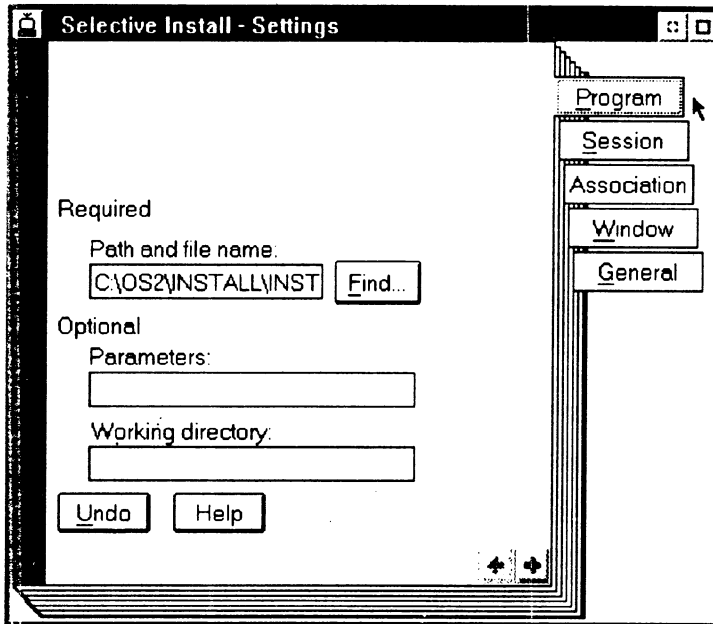 Selective Install - Settings
Program
Session
Association
Window
General
Required
Path and file name:
C:\OS2\INSTALL\INST
Find...
Optional
Parameters:
Working directory:
Undo
Help